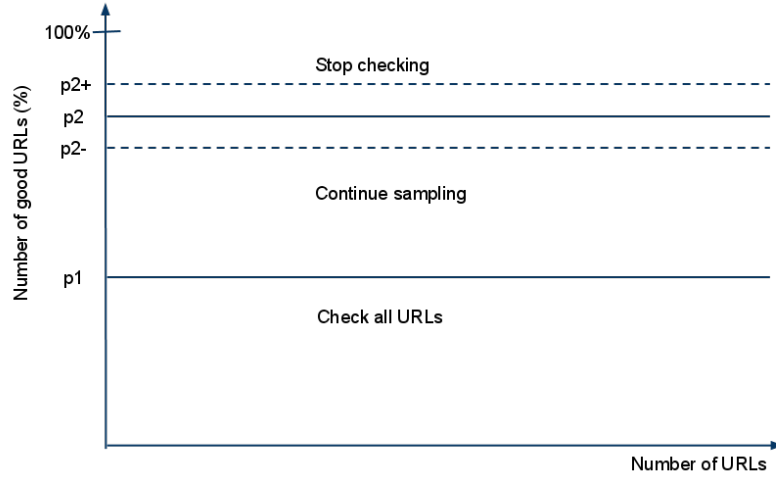 100%
Stop checking
p2+
p2
p2-
Number of good URLs (%)
Continue sampling
p1
Check all URLs
Number of URLs